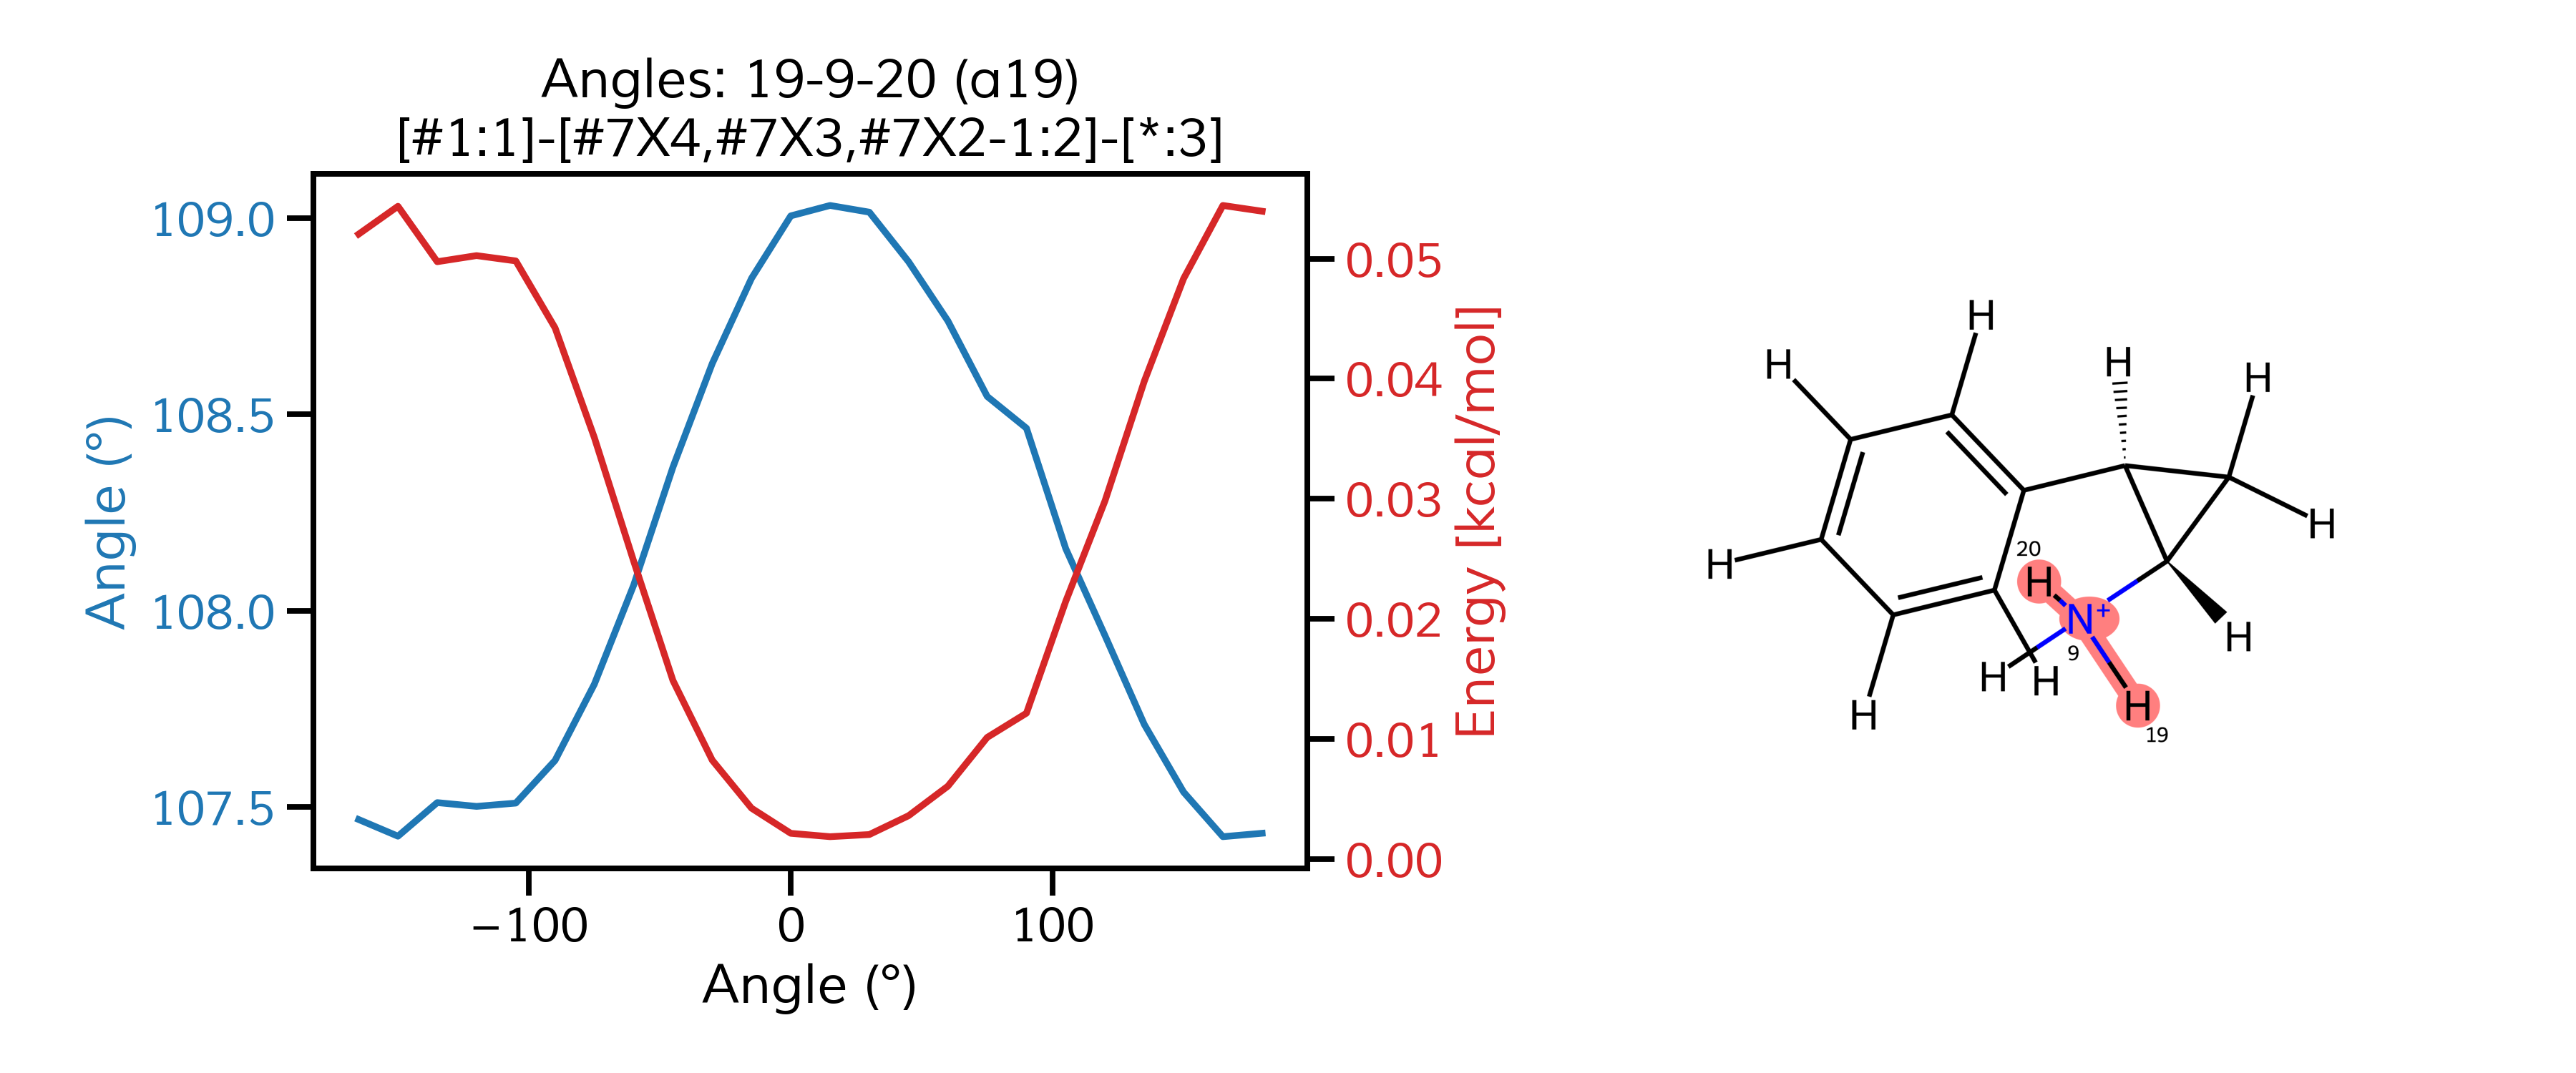 Angles: 19-9-20 (a19)
[#1:1]-[#7X4,#7X3,#7X2-1:2]-[*:3]
109.0
108.5
108.0
107.5
Angle (°)
0.05
0.04
0.03
0.02
0.01
0.00
Energy [kcal/mol]
−100 0 100
Angle (°)
H
H
H
H
H
H
20
H
N+
9
H
H
H
H
H
19